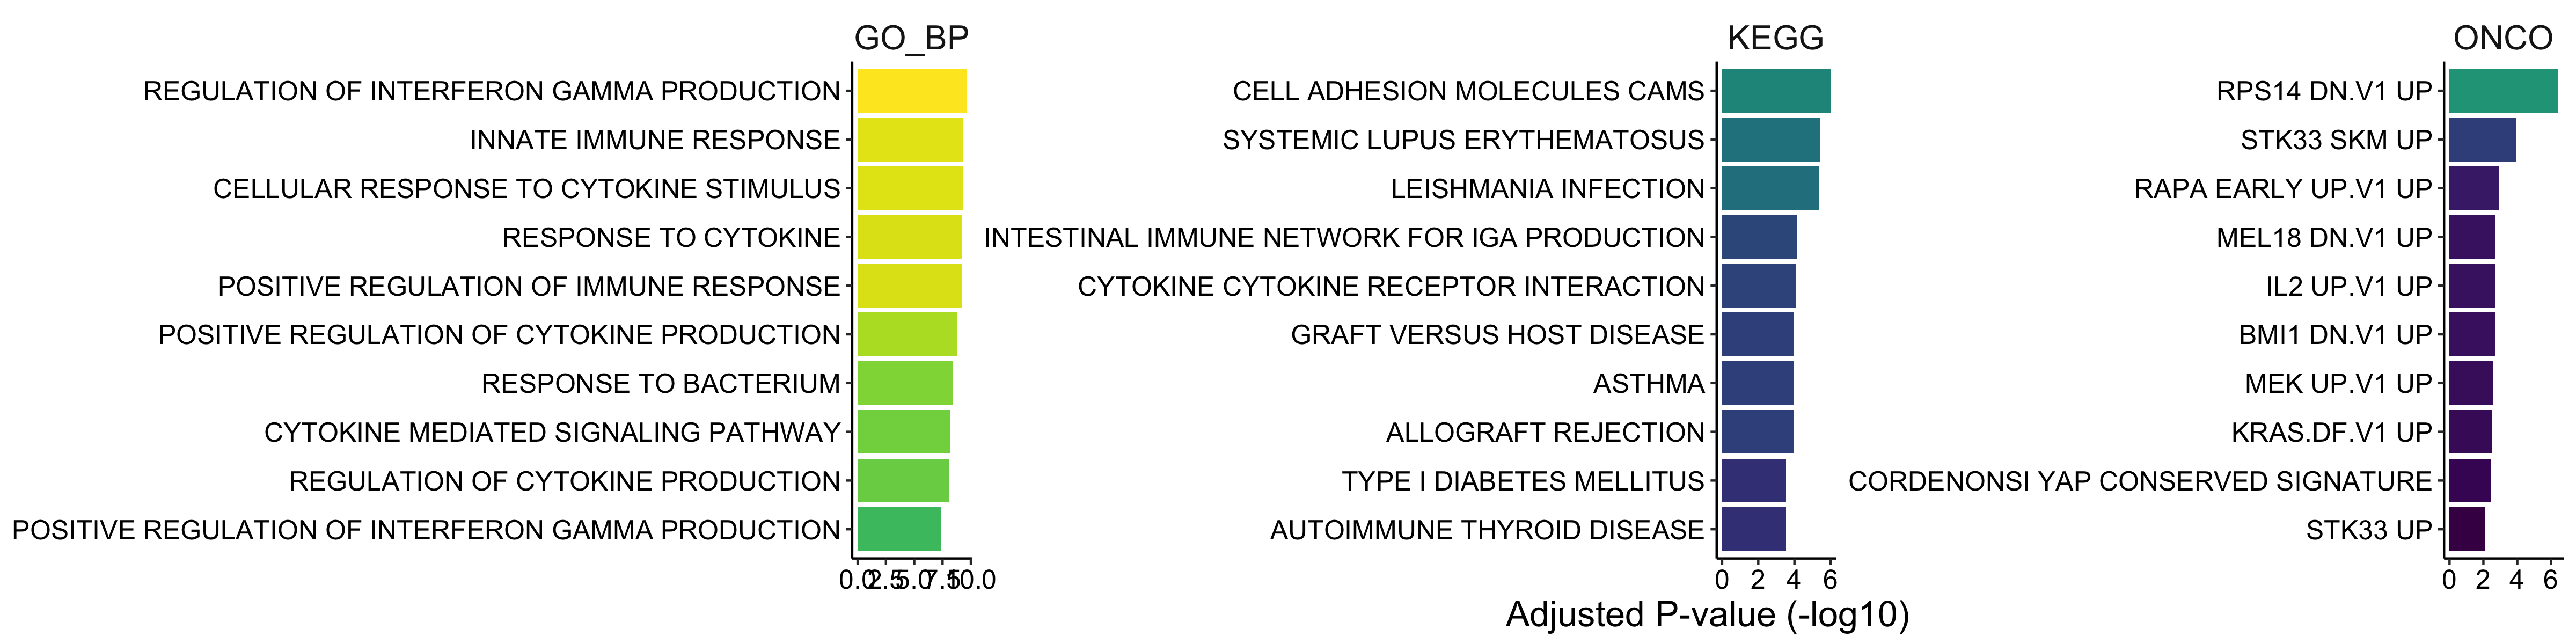 GO_BP
REGULATION OF INTERFERON GAMMA PRODUCTION
INNATE IMMUNE RESPONSE
CELLULAR RESPONSE TO CYTOKINE STIMULUS
RESPONSE TO CYTOKINE
POSITIVE REGULATION OF IMMUNE RESPONSE
POSITIVE REGULATION OF CYTOKINE PRODUCTION
RESPONSE TO BACTERIUM
CYTOKINE MEDIATED SIGNALING PATHWAY
REGULATION OF CYTOKINE PRODUCTION
POSITIVE REGULATION OF INTERFERON GAMMA PRODUCTION
0.0 2.5 5.0 7.5 10.0
KEGG
CELL ADHESION MOLECULES CAMS
SYSTEMIC LUPUS ERYTHEMATOSUS
LEISHMANIA INFECTION
INTESTINAL IMMUNE NETWORK FOR IGA PRODUCTION
CYTOKINE CYTOKINE RECEPTOR INTERACTION
GRAFT VERSUS HOST DISEASE
ASTHMA
ALLOGRAFT REJECTION
TYPE I DIABETES MELLITUS
AUTOIMMUNE THYROID DISEASE
0 2 4 6
ONCO
RPS14 DN.V1 UP
STK33 SKM UP
RAPA EARLY UP.V1 UP
MEL18 DN.V1 UP
IL2 UP.V1 UP
BMI1 DN.V1 UP
MEK UP.V1 UP
KRAS.DF.V1 UP
CORDENONSI YAP CONSERVED SIGNATURE
STK33 UP
0 2 4 6
Adjusted P-value (-log10)